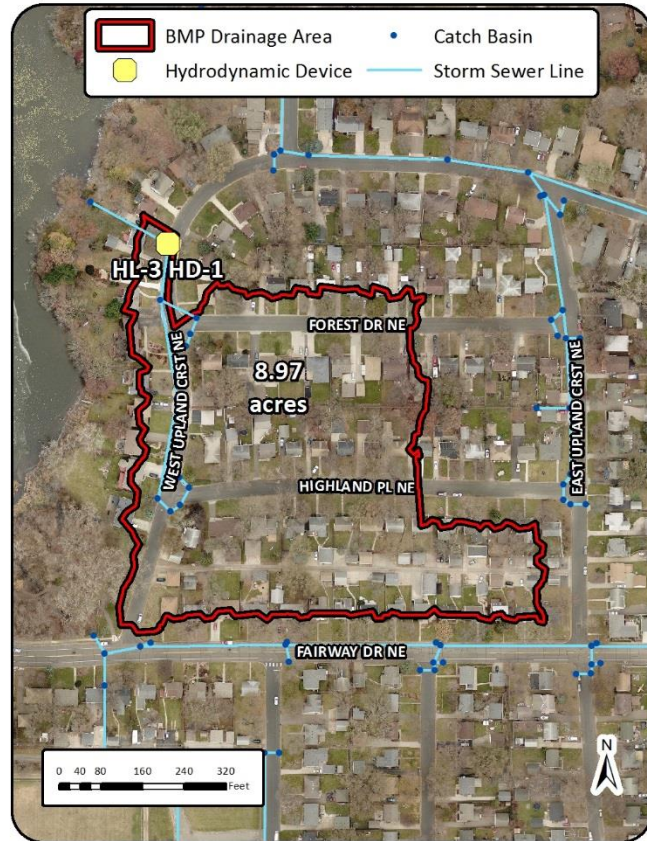 BMP Drainage Area
Catch Basin
Hydrodynamic Device
Storm Sewer Line
HL-3 HD-1
FOREST DR NE
8.97
acres
WEST UPLAND CRST NE
EAST UPLAND CRST NE
HIGHLAND PL NE
FAIRWAY DR NE
0 40 80 160 240 320
Feet
N